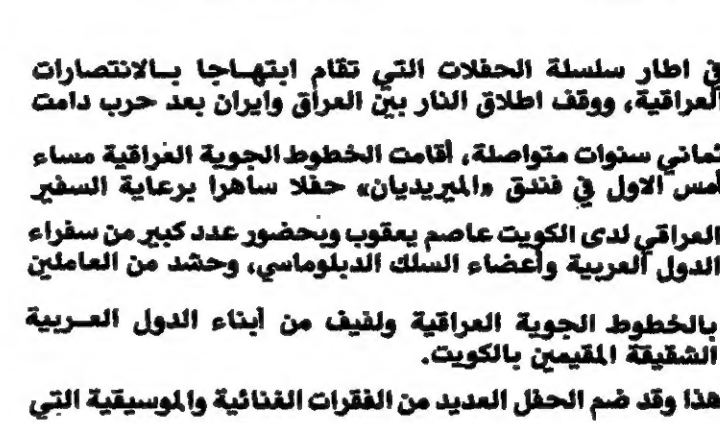 في اطار سلسلة الحفلات التي تقام ابتهاجا بالانتصارات
العراقية، ووقف اطلاق النار بين العراق وايران بعد حرب دامت
ثماني سنوات متواصلة، أقامت الخطوط الجوية العراقية مساء
أمس الاول في فندق «الميريديان» حفلا ساهرا برعاية السفير
العراقي لدى الكويت عاصم يعقوب وبحضور عدد كبير من سفراء
الدول العربية وأعضاء السلك الدبلوماسي، وحشد من العاملين
بالخطوط الجوية العراقية ولفيف من أبناء الدول العربية
الشقيقة المقيمين بالكويت.
هذا وقد ضم الحفل العديد من الفقرات الغنائية والموسيقية التي